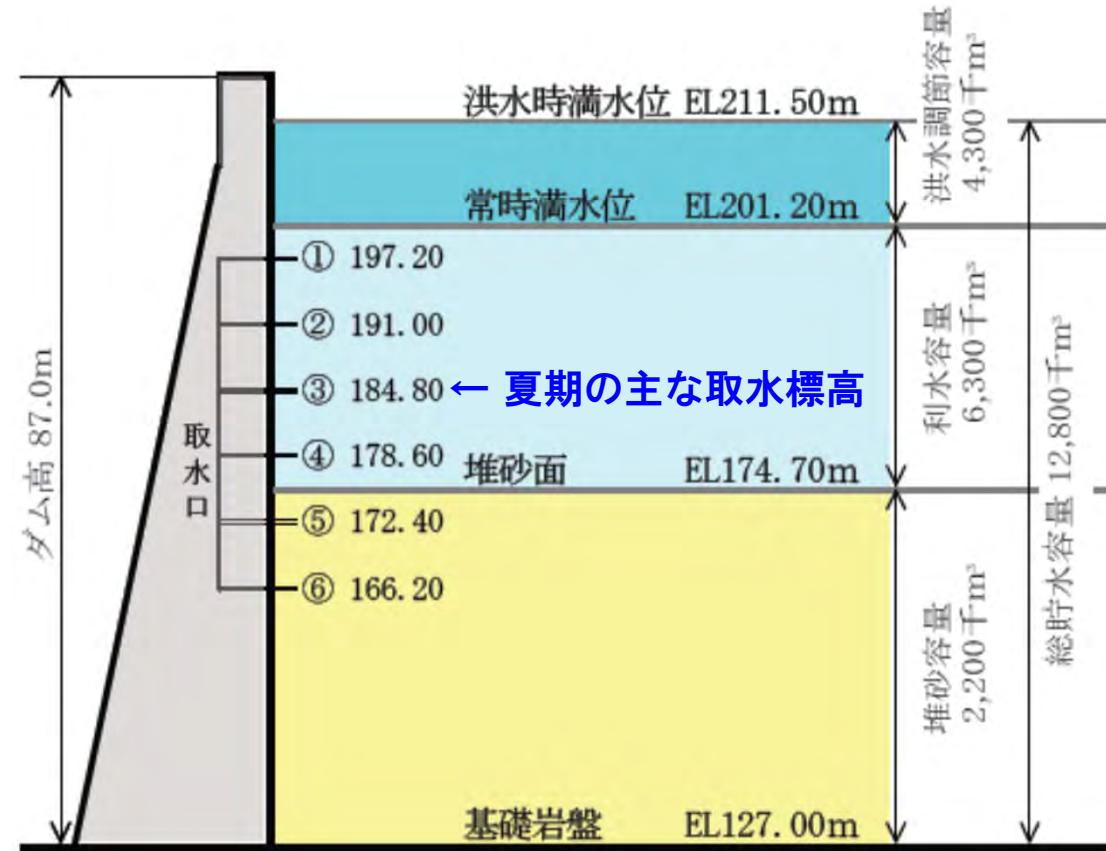 洪水時満水位 EL211.50m
常時満水位 EL201.20m
① 197.20
② 191.00
③ 184.80 ← 夏期の主な取水標高
④ 178.60
堆砂面 EL174.70m
⑤ 172.40
⑥ 166.20
基礎岩盤 EL127.00m
取水口
ダム高 87.0m
洪水調節容量
4,300千m³
利水容量
6,300千m³
堆砂容量
2,200千m³
総貯水容量 12,800千m³